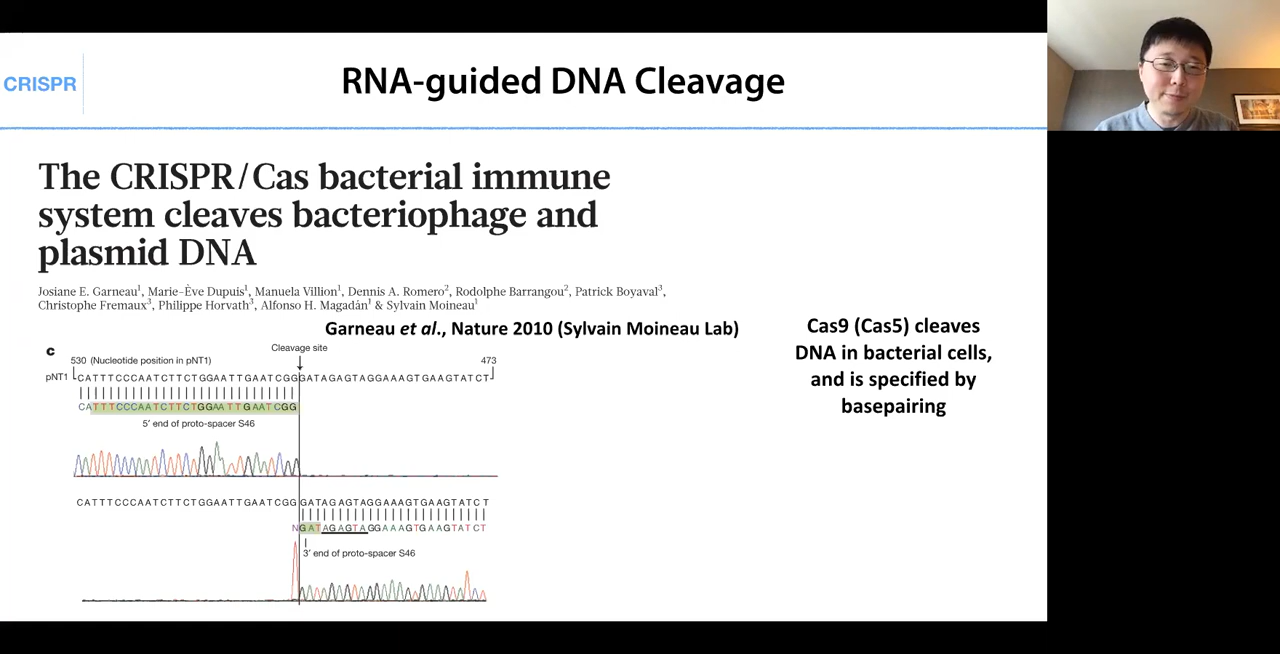 CRISPR
RNA-guided DNA Cleavage
The CRISPR/Cas bacterial immune
system cleaves bacteriophage and
plasmid DNA
Josiane E. Garneau¹, Marie-Ève Dupuis¹, Manuela Villion¹, Dennis A. Romero², Rodolphe Barrangou², Patrick Boyaval³,
Christophe Fremaux³, Philippe Horvath³, Alfonso H. Magadán¹ & Sylvain Moineau¹
Garneau et al., Nature 2010 (Sylvain Moineau Lab)
Cas9 (Cas5) cleaves
DNA in bacterial cells,
and is specified by
basepairing
c
Cleavage site
530 (Nucleotide position in pNT1)
473
pNT1
CATTTCCCAATCTTCTGGAATTGAATCGGGATAGAGTAGGAAAGTGAAGTATCT
CATTTCCCAATCTTCTGGAATTGAATCGG
5′ end of proto-spacer S46
CATTTCCCAATCTTCTGGAATTGAATCGGGATAGAGTAGGAAAGTGAAGTATCT
NGATAGAGTAGGAAAGTGAAGTATCT
3′ end of proto-spacer S46